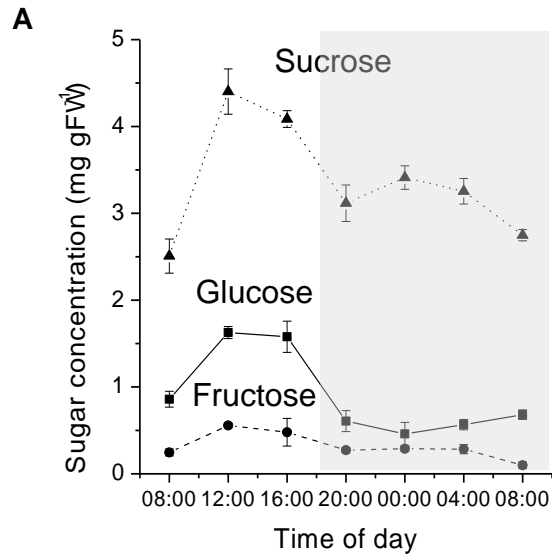 A
Sucrose
Glucose
Fructose
Sugar concentration (mg gFW-1)
5
4
3
2
1
0
08:00 12:00 16:00 20:00 00:00 04:00 08:00
Time of day